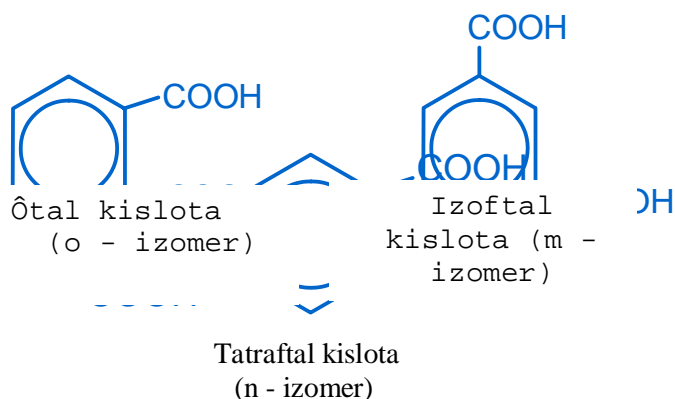 COOH
COOH
COOH
Ôtal kislota
(o - izomer)
Izoftal
kislota (m -
izomer)
Tatraftal kislota
(n - izomer)